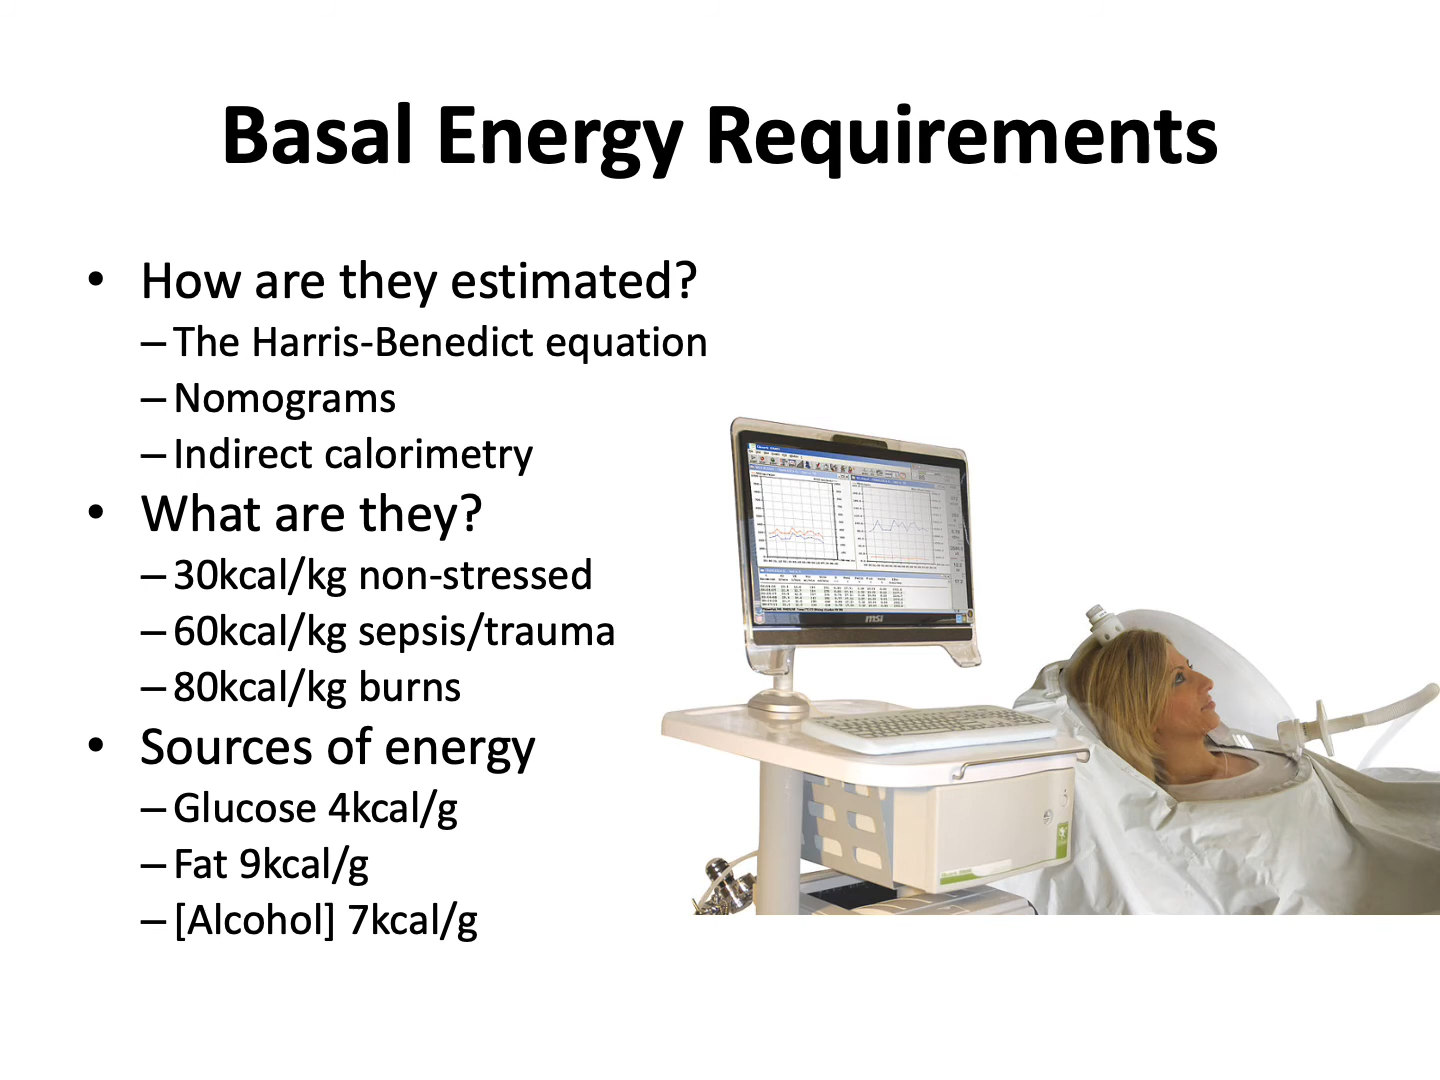 Basal Energy Requirements
• How are they estimated?
– The Harris-Benedict equation
– Nomograms
– Indirect calorimetry
• What are they?
– 30kcal/kg non-stressed
– 60kcal/kg sepsis/trauma
– 80kcal/kg burns
• Sources of energy
– Glucose 4kcal/g
– Fat 9kcal/g
– [Alcohol] 7kcal/g
msi